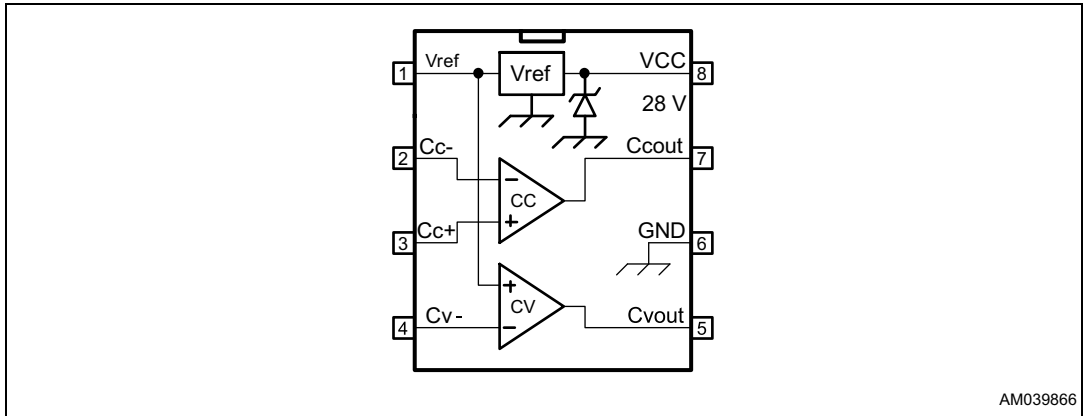 1 Vref Vref VCC 8
28 V
2 Cc- Ccout 7
− CC +
3 Cc+ GND 6
+ CV −
4 Cv - Cvout 5
AM039866